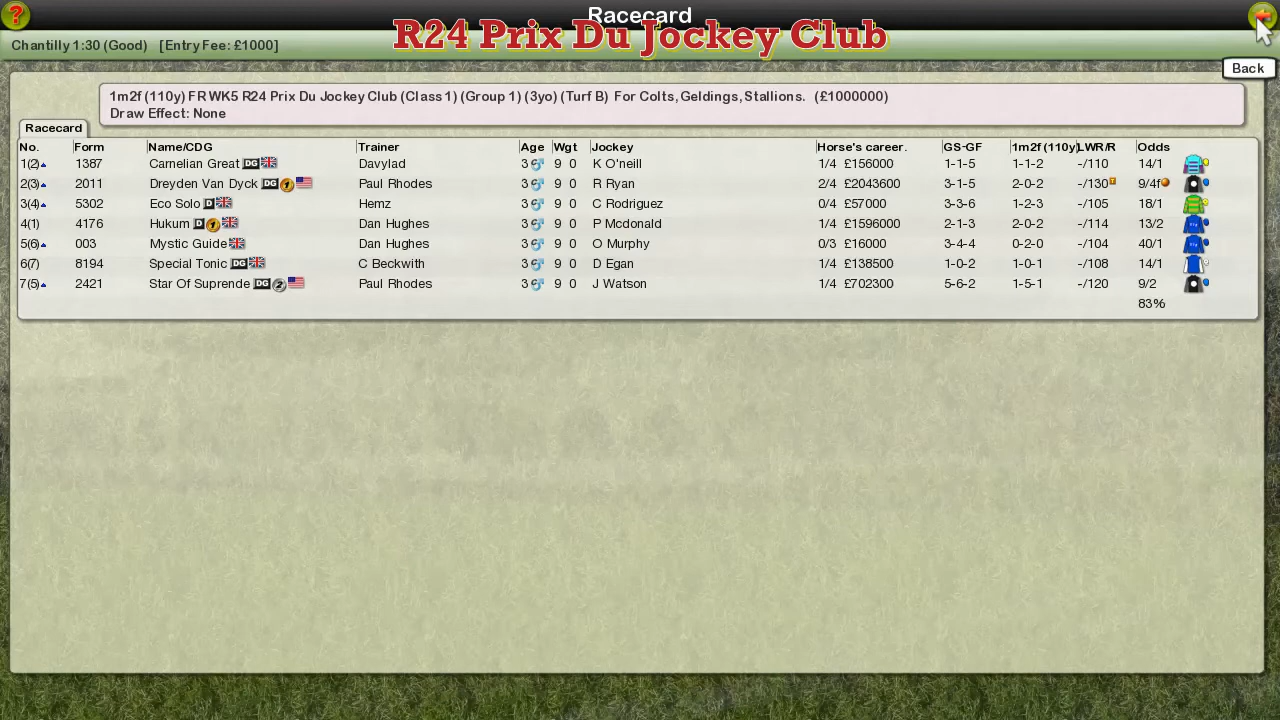 Racecard
R24 Prix Du Jockey Club
Chantilly 1:30 (Good) [Entry Fee: £1000]
Back
1m2f (110y) FR WK5 R24 Prix Du Jockey Club (Class 1) (Group 1) (3yo) (Turf B) For Colts, Geldings, Stallions. (£1000000)
Draw Effect: None
Racecard
No. Form Name/CDG Trainer Age Wgt Jockey Horse's career. GS-GF 1m2f (110y) LWR/R Odds
1(2) 1387 Carnelian Great DG Davylad 3 9 0 K O'neill 1/4 £156000 1-1-5 1-1-2 -/110 14/1
2(3) 2011 Dreyden Van Dyck DG 1 Paul Rhodes 3 9 0 R Ryan 2/4 £2043600 3-1-5 2-0-2 -/130 T 9/4f
3(4) 5302 Eco Solo D Hemz 3 9 0 C Rodriguez 0/4 £57000 3-3-6 1-2-3 -/105 18/1
4(1) 4176 Hukum D 1 Dan Hughes 3 9 0 P Mcdonald 1/4 £1596000 2-1-3 2-0-2 -/114 13/2
5(6) 003 Mystic Guide Dan Hughes 3 9 0 O Murphy 0/3 £16000 3-4-4 0-2-0 -/104 40/1
6(7) 8194 Special Tonic DG C Beckwith 3 9 0 D Egan 1/4 £138500 1-0-2 1-0-1 -/108 14/1
7(5) 2421 Star Of Suprende DG 2 Paul Rhodes 3 9 0 J Watson 1/4 £702300 5-6-2 1-5-1 -/120 9/2
83%